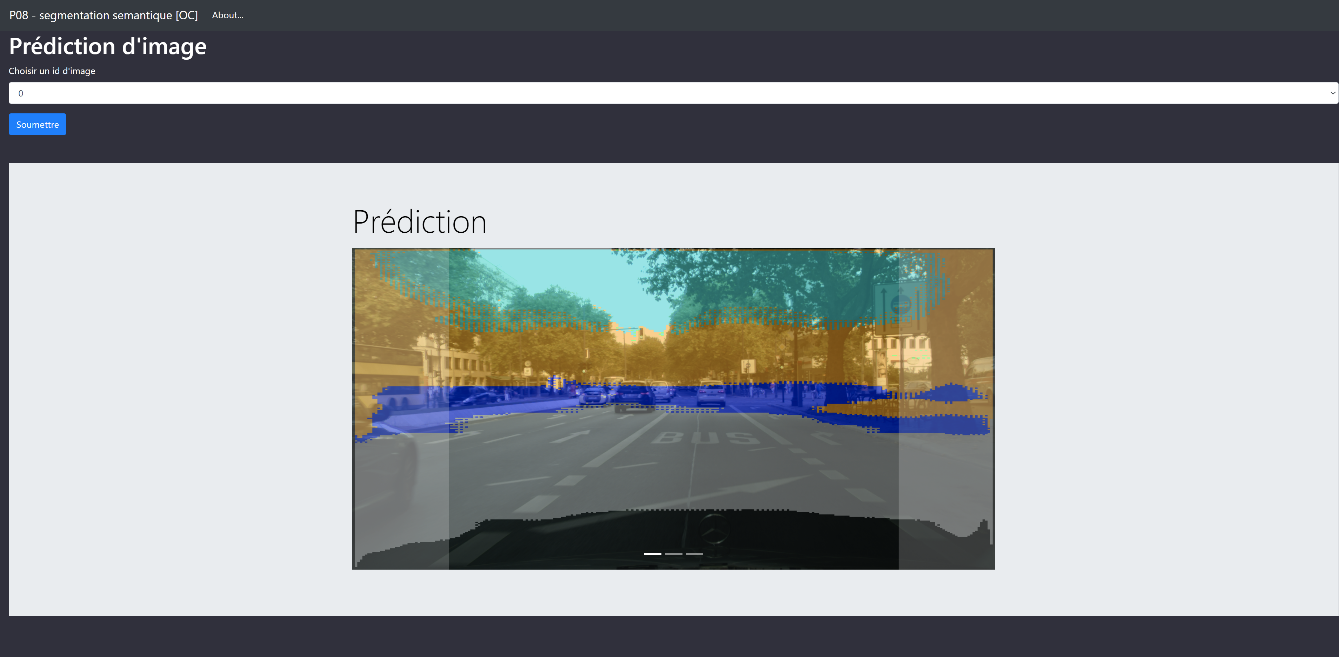 P08 - segmentation semantique [OC] About...
Prédiction d'image
Choisir un id d'image
0
Soumettre
Prédiction
BUS